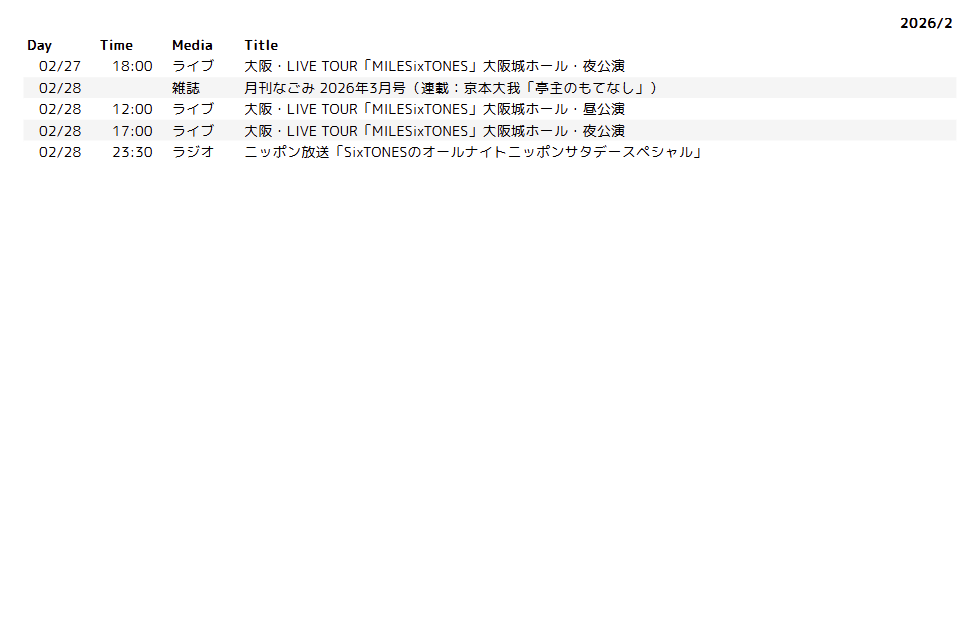 2026/2
Day Time Media Title
02/27 18:00 ライブ 大阪・LIVE TOUR「MILESixTONES」大阪城ホール・夜公演
02/28 雑誌 月刊なごみ 2026年3月号（連載：京本大我「亭主のもてなし」）
02/28 12:00 ライブ 大阪・LIVE TOUR「MILESixTONES」大阪城ホール・昼公演
02/28 17:00 ライブ 大阪・LIVE TOUR「MILESixTONES」大阪城ホール・夜公演
02/28 23:30 ラジオ ニッポン放送「SixTONESのオールナイトニッポンサタデースペシャル」